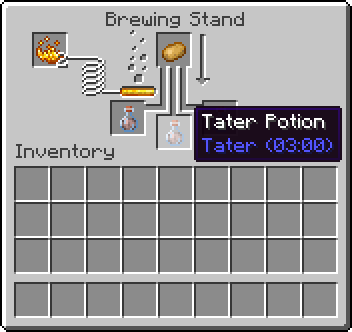 Brewing Stand
Tater Potion
Tater (03:00)
Inventory